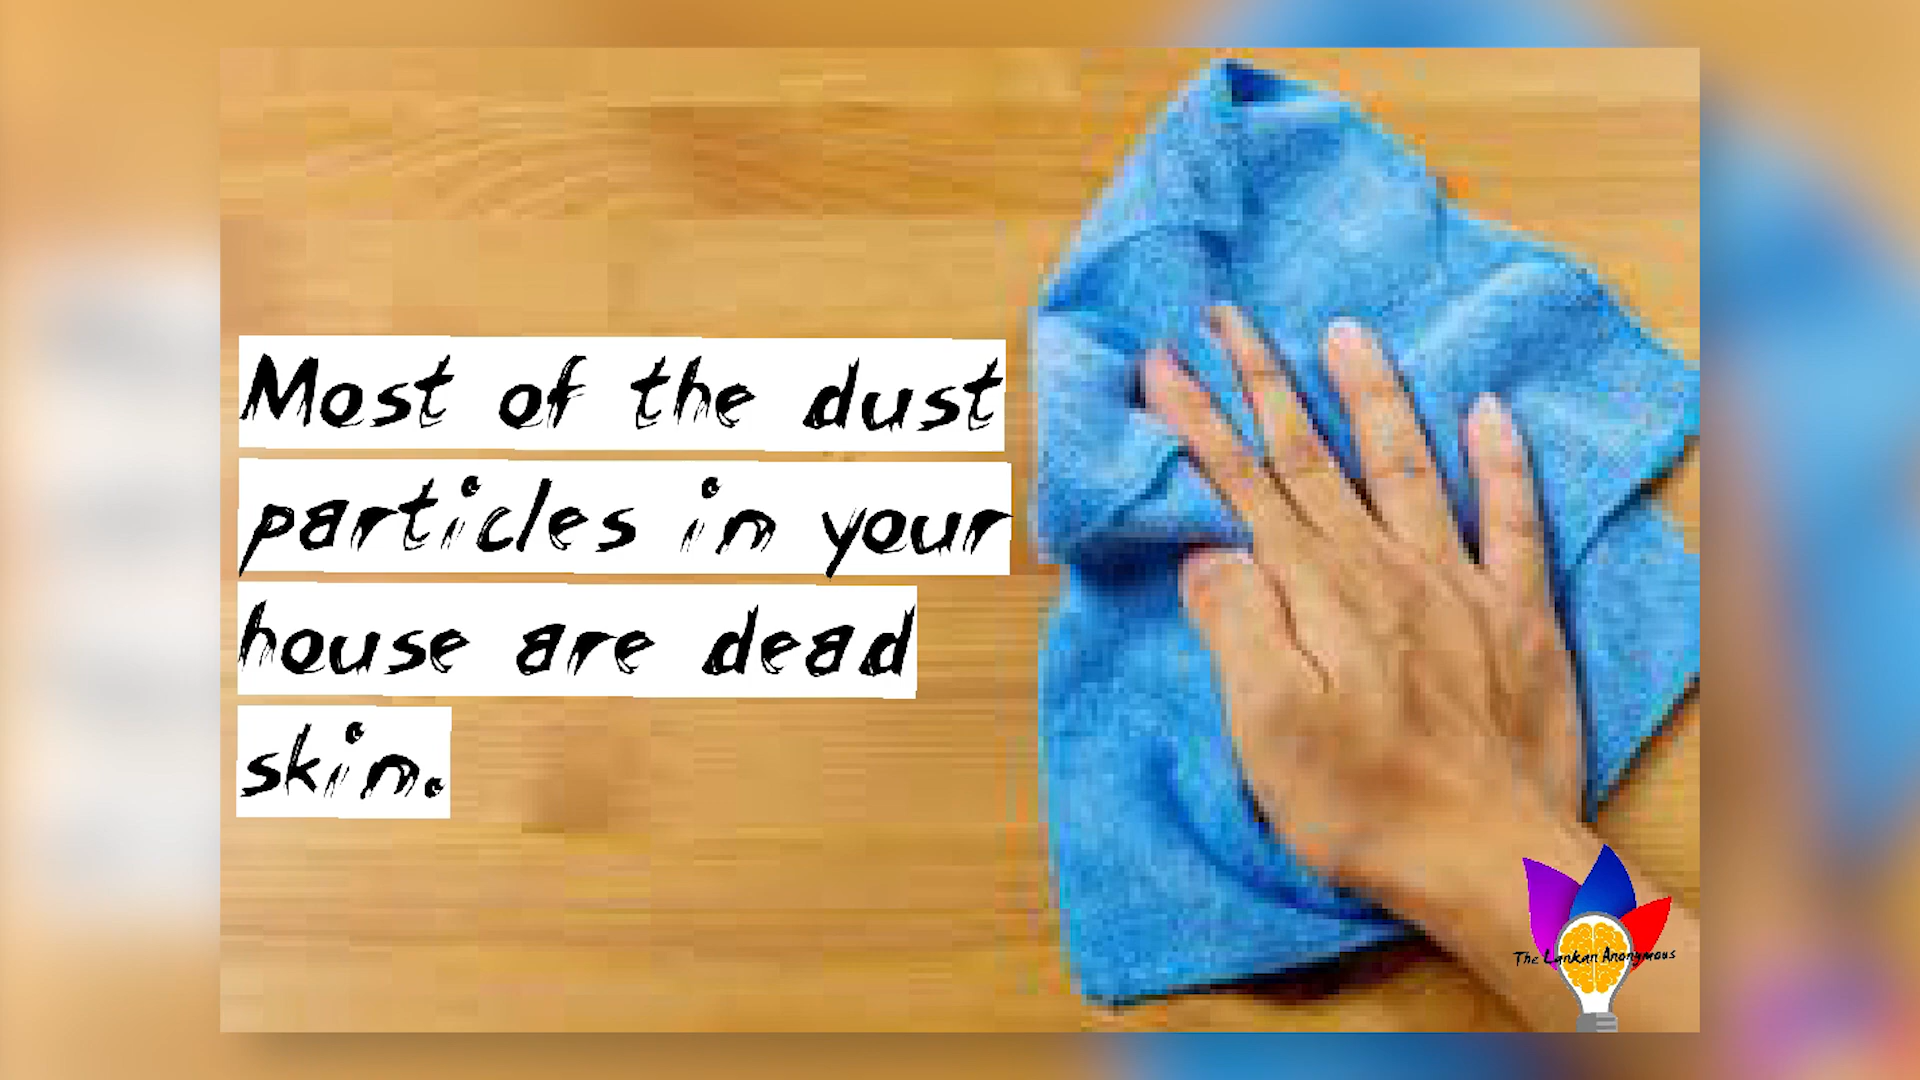 Most of the dust
particles in your
house are dead
skin.
The Lankan Anonymous